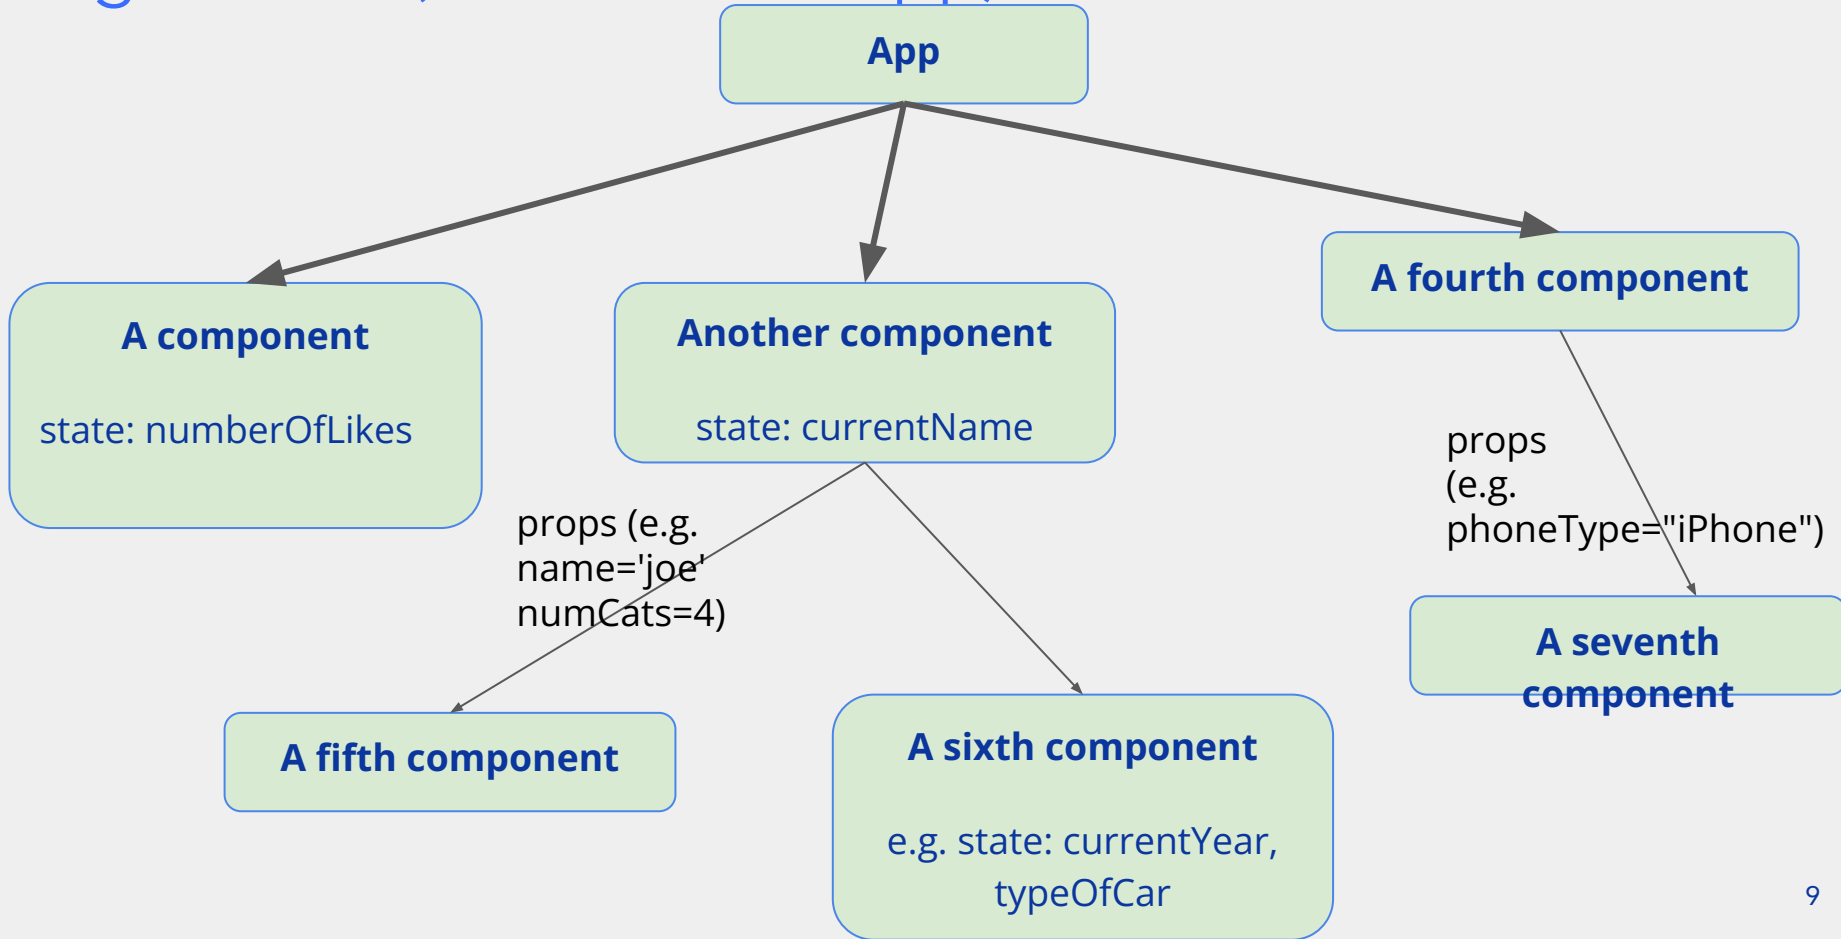 App
A fourth component
A component
state: numberOfLikes
Another component
state: currentName
props
(e.g.
phoneType="iPhone")
props (e.g.
name='joe'
numCats=4)
A seventh
component
A fifth component
A sixth component
e.g. state: currentYear,
typeOfCar
9